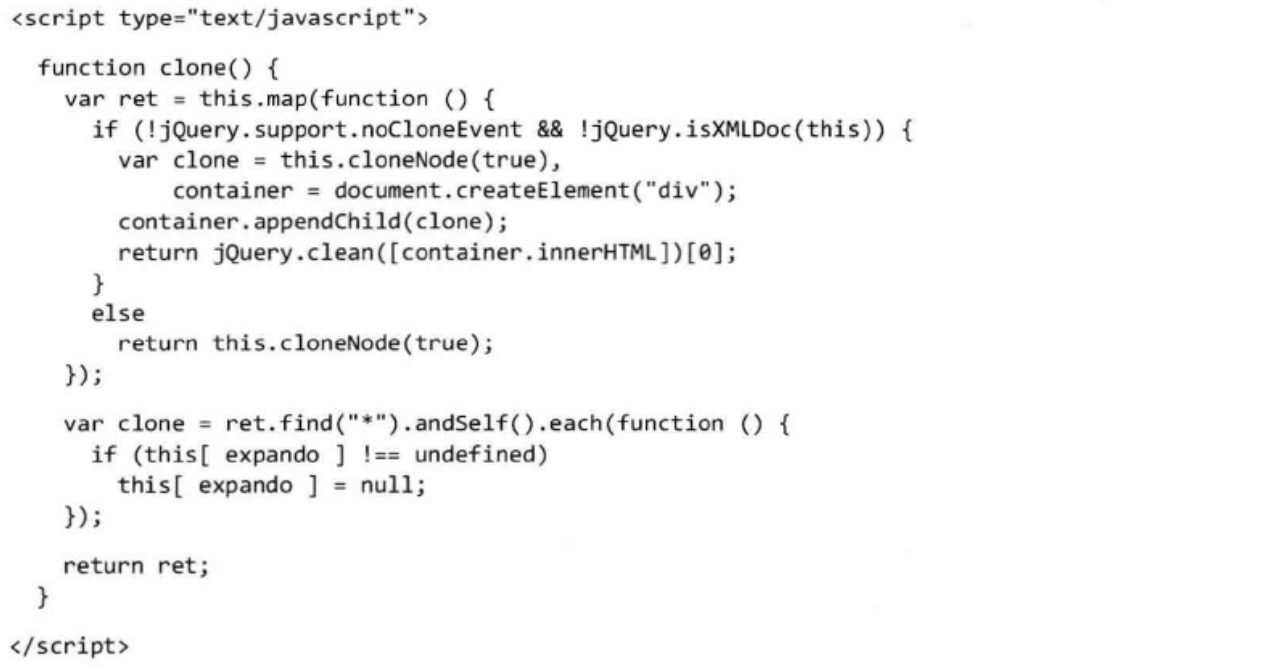 <script type="text/javascript">
  function clone() {
    var ret = this.map(function () {
      if (!jQuery.support.noCloneEvent && !jQuery.isXMLDoc(this)) {
        var clone = this.cloneNode(true),
            container = document.createElement("div");
        container.appendChild(clone);
        return jQuery.clean([container.innerHTML])[0];
      }
      else
        return this.cloneNode(true);
    });
    var clone = ret.find("*").andSelf().each(function () {
      if (this[ expando ] !== undefined)
        this[ expando ] = null;
    });
    return ret;
  }
</script>